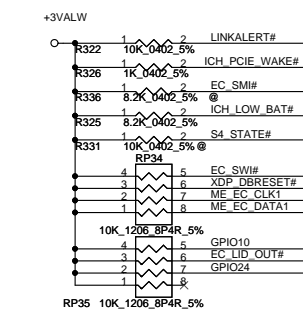 +3VALW
1 2 LINKALERT#
R322 10K_0402_5%
1 2 ICH_PCIE_WAKE#
R326 1K_0402_5%
1 2 EC_SMI#
R336 8.2K_0402_5% @
1 2 ICH_LOW_BAT#
R325 8.2K_0402_5%
1 2 S4_STATE#
R331 10K_0402_5% @
RP34
4 5 EC_SWI#
3 6 XDP_DBRESET#
2 7 ME_EC_CLK1
1 8 ME_EC_DATA1
10K_1206_8P4R_5%
4 5 GPIO10
3 6 EC_LID_OUT#
2 7 GPIO24
1 8
RP35 10K_1206_8P4R_5%